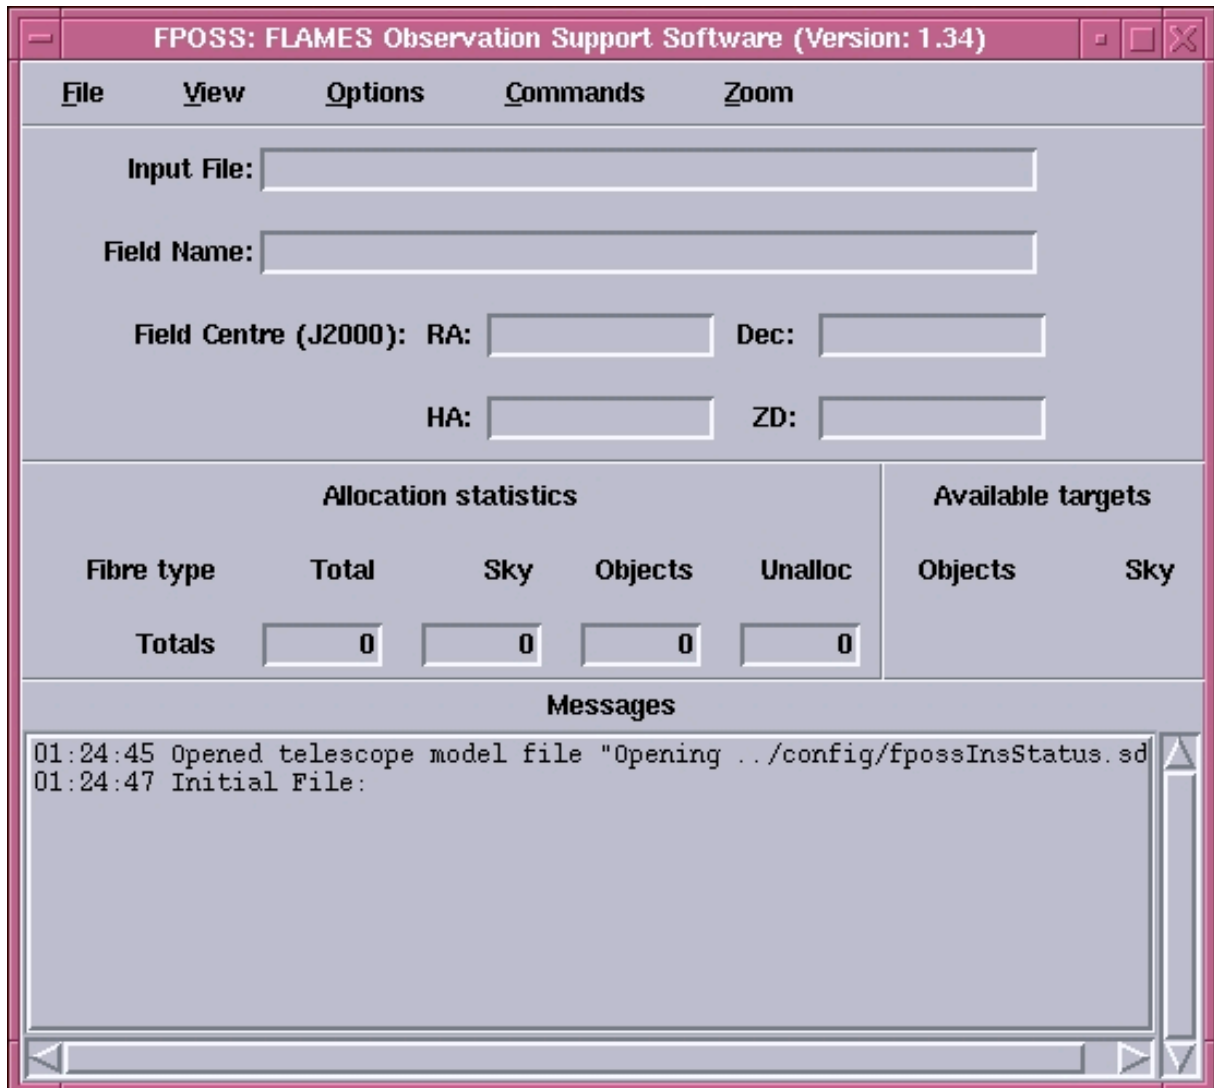 FPOSS: FLAMES Observation Support Software (Version: 1.34)
File View Options Commands Zoom
Input File:
Field Name:
Field Centre (J2000): RA: Dec:
HA: ZD:
Allocation statistics Available targets
Fibre type Total Sky Objects Unalloc Objects Sky
Totals 0 0 0 0
Messages
01:24:45 Opened telescope model file "Opening ../config/fpossInsStatus.sd
01:24:47 Initial File: